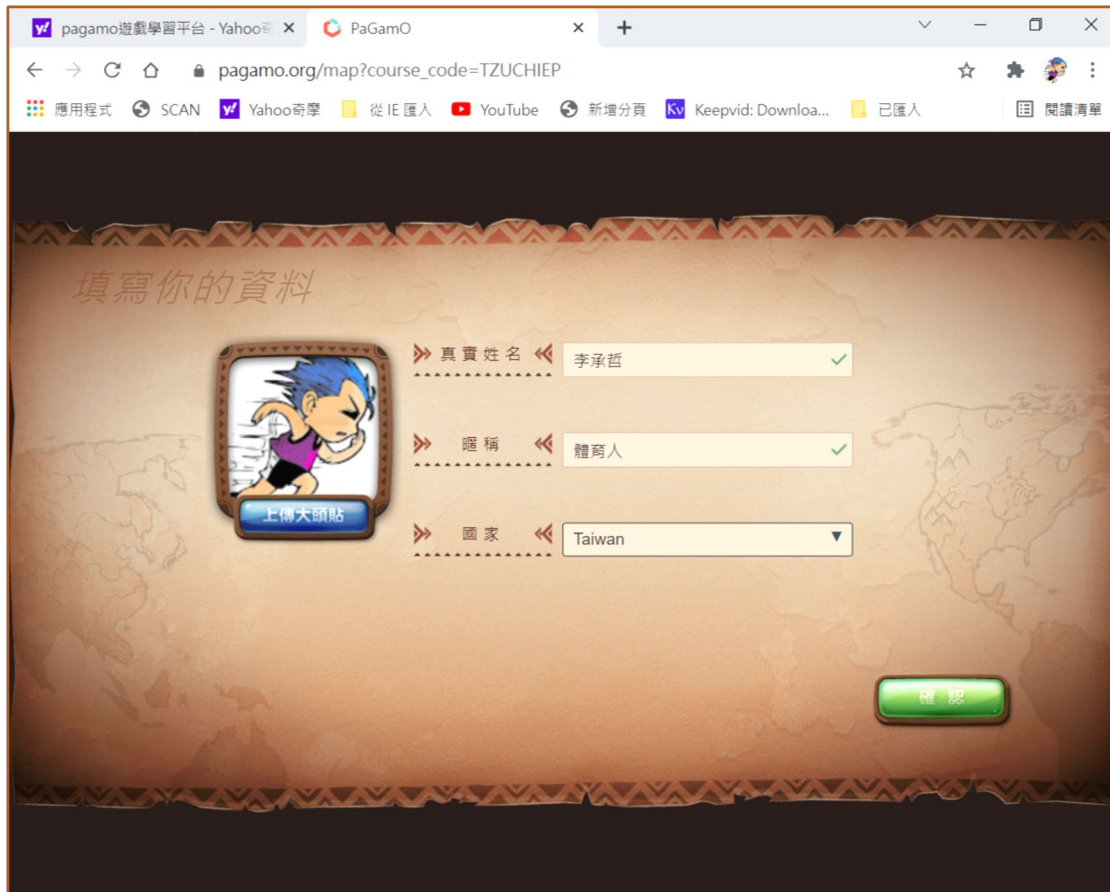 pagamo遊戲學習平台 - Yahoo奇
PaGamO
pagamo.org/map?course_code=TZUCHIEP
應用程式 SCAN Yahoo奇摩 從 IE 匯入 YouTube 新增分頁 Keepvid: Downloa... 已匯入 閱讀清單
填寫你的資料
真實姓名 李承哲
暱稱 體育人
上傳大頭貼
國家 Taiwan
確認